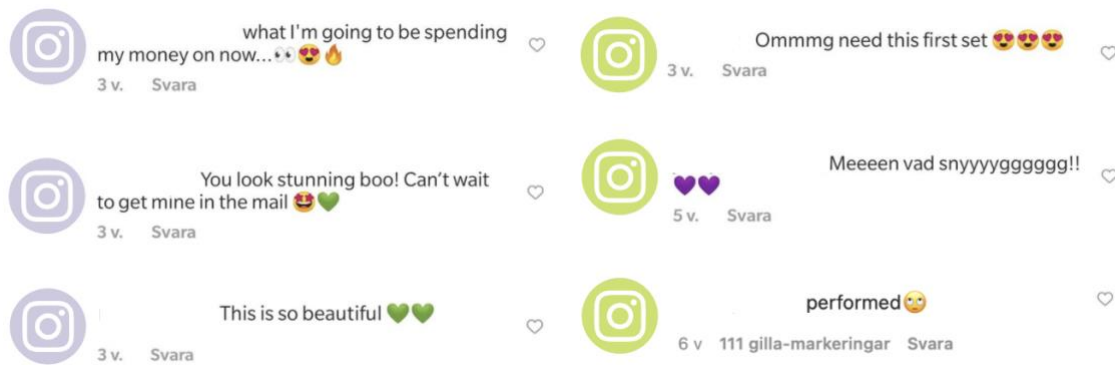 what I'm going to be spending
my money on now...👀😍🔥
3 v. Svara
You look stunning boo! Can't wait
to get mine in the mail 🤩💚
3 v. Svara
This is so beautiful 💚💚
3 v. Svara
Ommmg need this first set 😍😍😍
3 v. Svara
Meeeen vad snyyyygggggg!!
💜💜
5 v. Svara
performed🙄
6 v 111 gilla-markeringar Svara